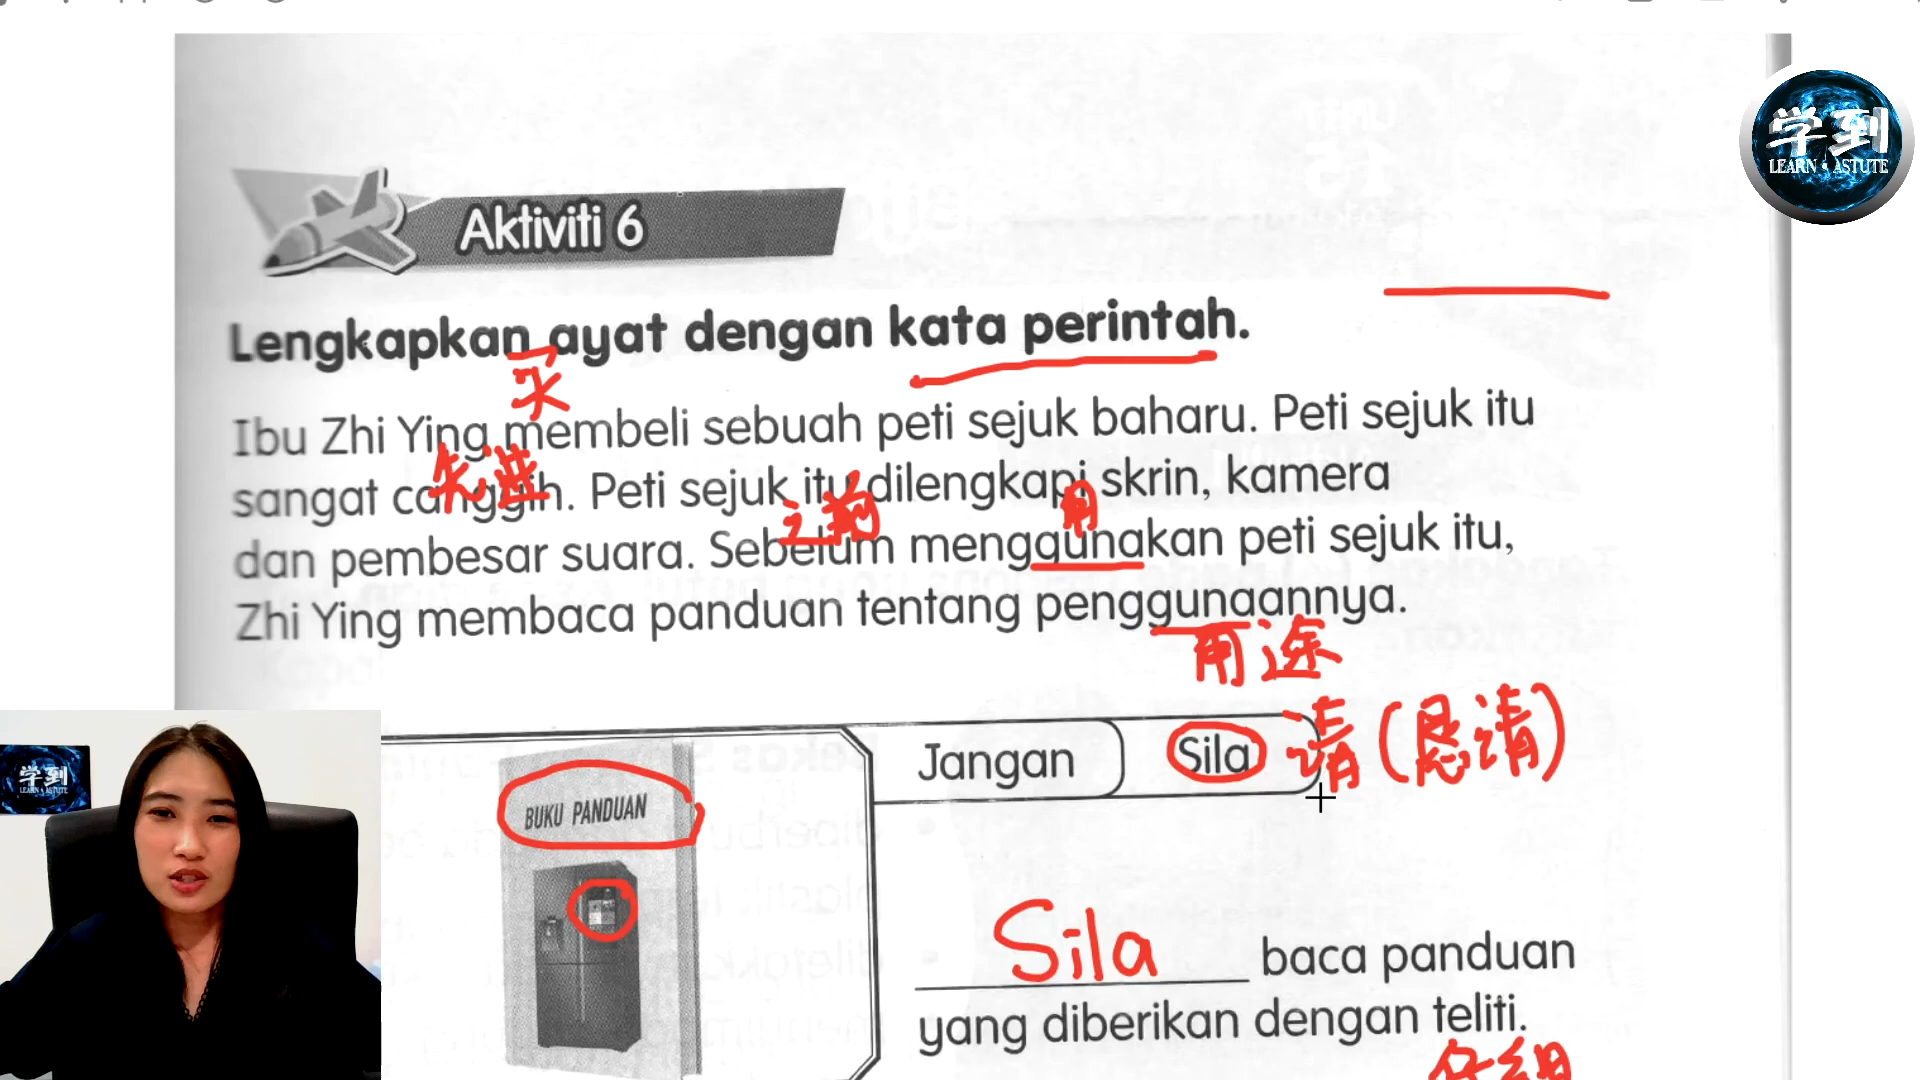 学到
LEARN • ASTUTE
Aktiviti 6
Lengkapkan ayat dengan kata perintah.
买
Ibu Zhi Ying membeli sebuah peti sejuk baharu. Peti sejuk itu
先进
sangat canggih. Peti sejuk itu dilengkapi skrin, kamera
之前 用
dan pembesar suara. Sebelum menggunakan peti sejuk itu,
Zhi Ying membaca panduan tentang penggunaannya.
用途
Jangan Sila 请(恳请)
BUKU PANDUAN
学到
LEARN • ASTUTE
Sila baca panduan
yang diberikan dengan teliti.